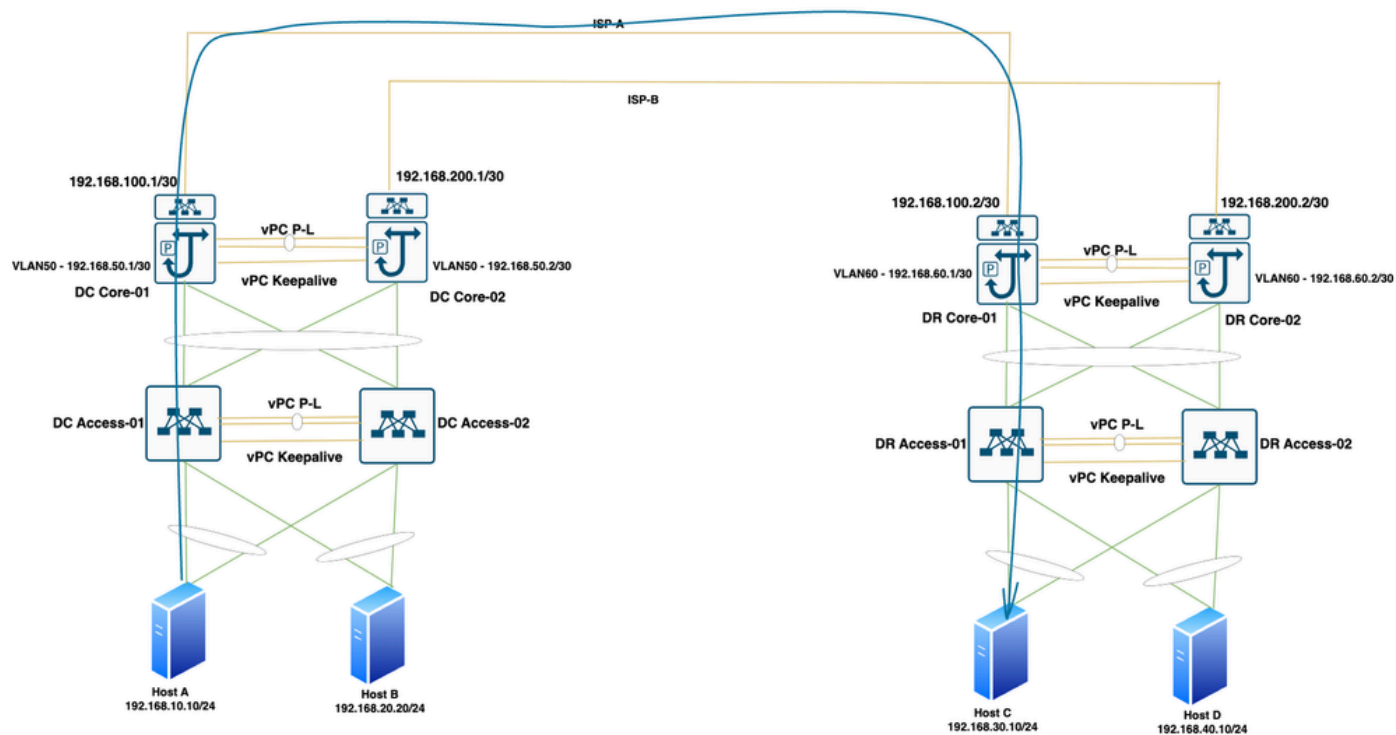 ISP-A
ISP-B
192.168.100.1/30
192.168.200.1/30
192.168.100.2/30
192.168.200.2/30
vPC P-L
P
P
VLAN50 - 192.168.50.1/30
VLAN50 - 192.168.50.2/30
vPC Keepalive
DC Core-01
DC Core-02
vPC P-L
P
P
VLAN60 - 192.168.60.1/30
VLAN60 - 192.168.60.2/30
vPC Keepalive
DR Core-01
DR Core-02
vPC P-L
DC Access-01
DC Access-02
vPC Keepalive
vPC P-L
DR Access-01
DR Access-02
vPC Keepalive
Host A
192.168.10.10/24
Host B
192.168.20.20/24
Host C
192.168.30.10/24
Host D
192.168.40.10/24